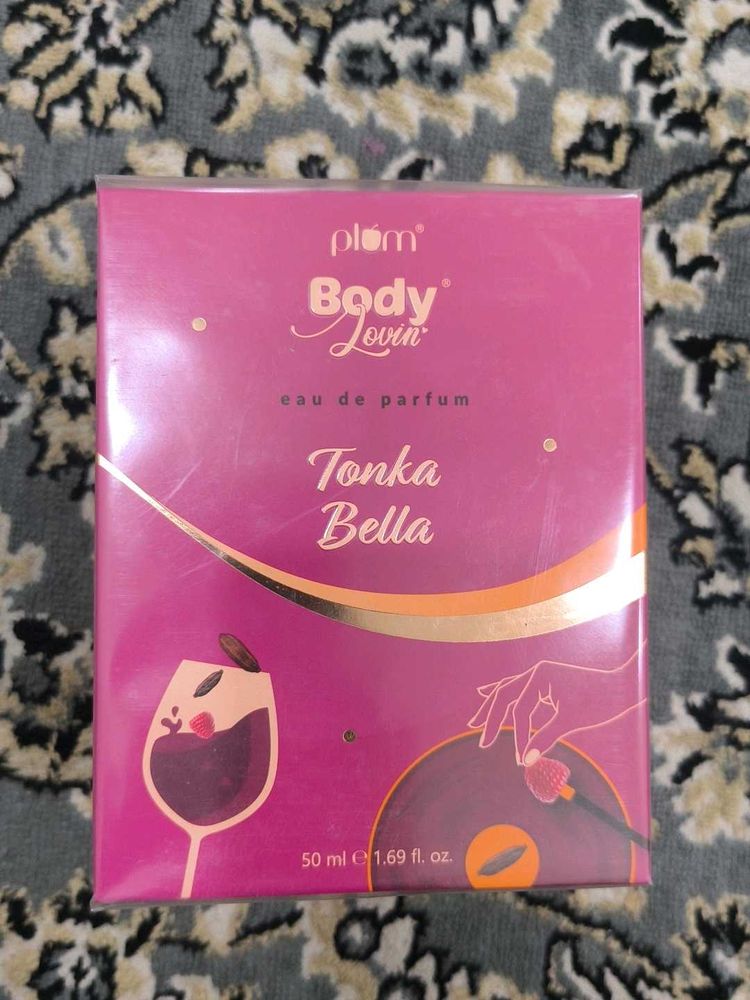 plum®
Body®
Lovin'
eau de parfum
Tonka
Bella
50 ml ℮ 1.69 fl. oz.